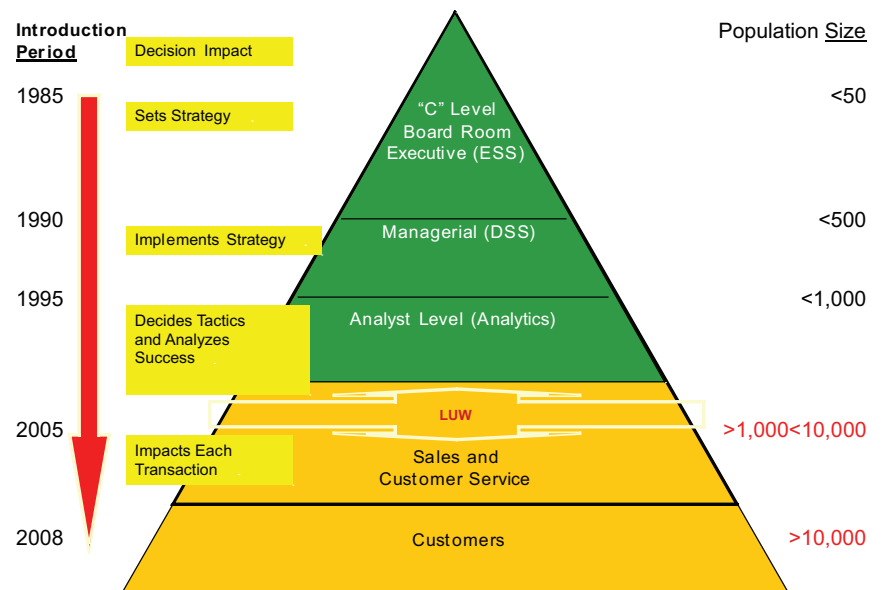 Introduction
Period
Population Size
Decision Impact
1985
<50
Sets Strategy
“C” Level
Board Room
Executive (ESS)
1990
<500
Implements Strategy
Managerial (DSS)
1995
<1,000
Decides Tactics
and Analyzes
Success
Analyst Level (Analytics)
LUW
2005
>1,000<10,000
Impacts Each
Transaction
Sales and
Customer Service
2008
Customers
>10,000